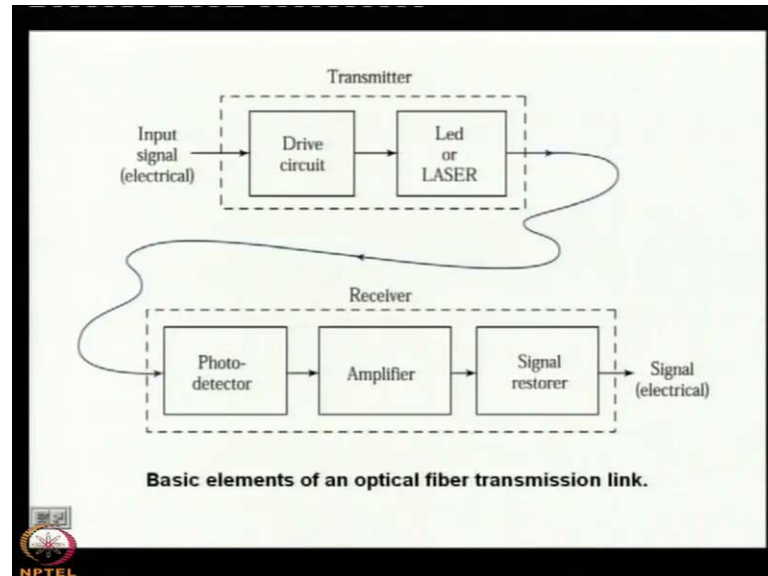 Transmitter
Input
signal
(electrical)
Drive
circuit
Led
or
LASER
Receiver
Photo-
detector
Amplifier
Signal
restorer
Signal
(electrical)
Basic elements of an optical fiber transmission link.
NPTEL